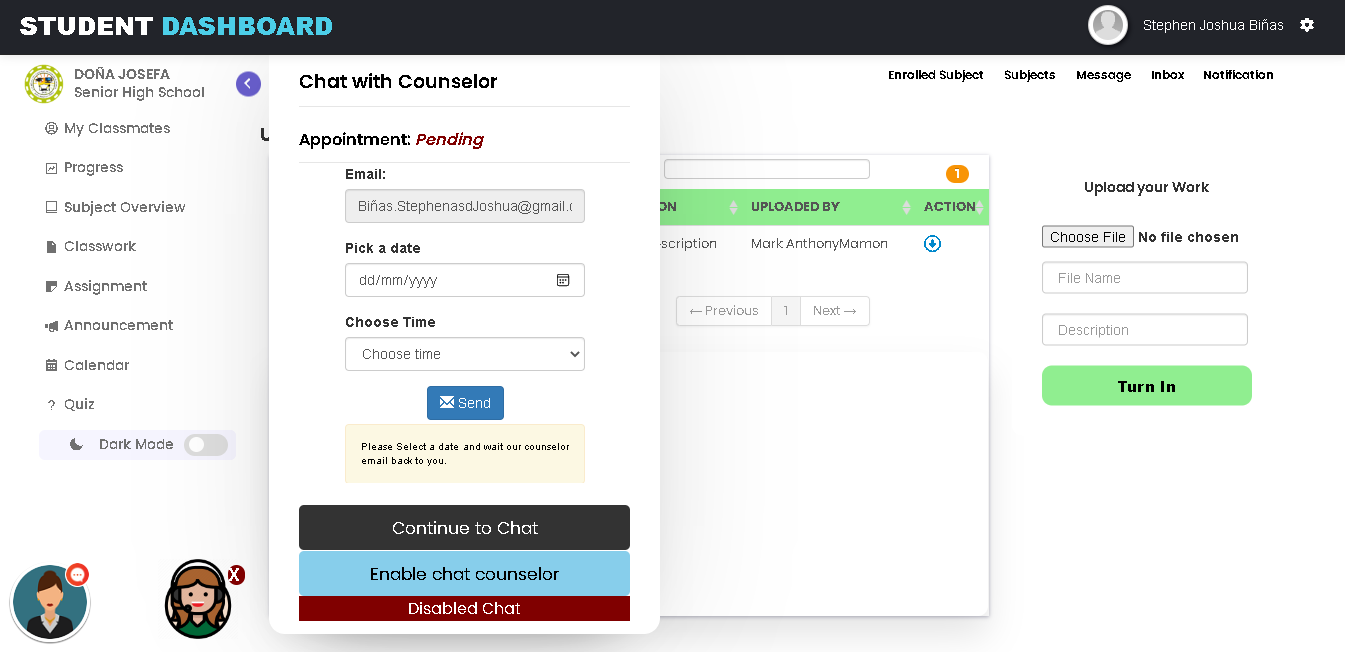 STUDENT DASHBOARD
Stephen Joshua Biñas
DOÑA JOSEFA
Senior High School
My Classmates
Progress
Subject Overview
Classwork
Assignment
Announcement
Calendar
? Quiz
Dark Mode
X
Chat with Counselor
Appointment: Pending
Email:
Biñas.StephenasdJoshua@gmail.c
Pick a date
dd/mm/yyyy
Choose Time
Choose time
Send
Please Select a date and wait our counselor
email back to you.
Continue to Chat
Enable chat counselor
Disabled Chat
Enrolled Subject Subjects Message Inbox Notification
1
ON UPLOADED BY ACTION
scription Mark AnthonyMamon
← Previous 1 Next →
Upload your Work
Choose File No file chosen
File Name
Description
Turn In